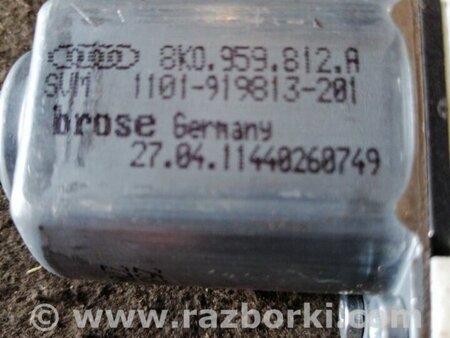 8K0.959.812.A
SVM 1101-919813-201
brose Germany
27.04.11440260749
www.razborki.com